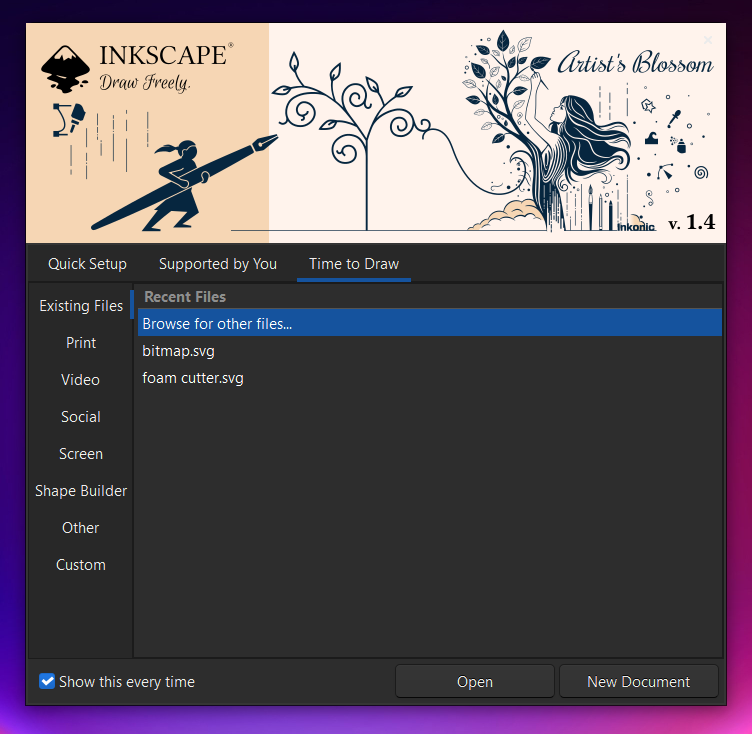 INKSCAPE®
Draw Freely.
Artist's Blossom
inkonic
v. 1.4
Quick Setup
Supported by You
Time to Draw
Existing Files
Print
Video
Social
Screen
Shape Builder
Other
Custom
Recent Files
Browse for other files...
bitmap.svg
foam cutter.svg
Show this every time
Open
New Document